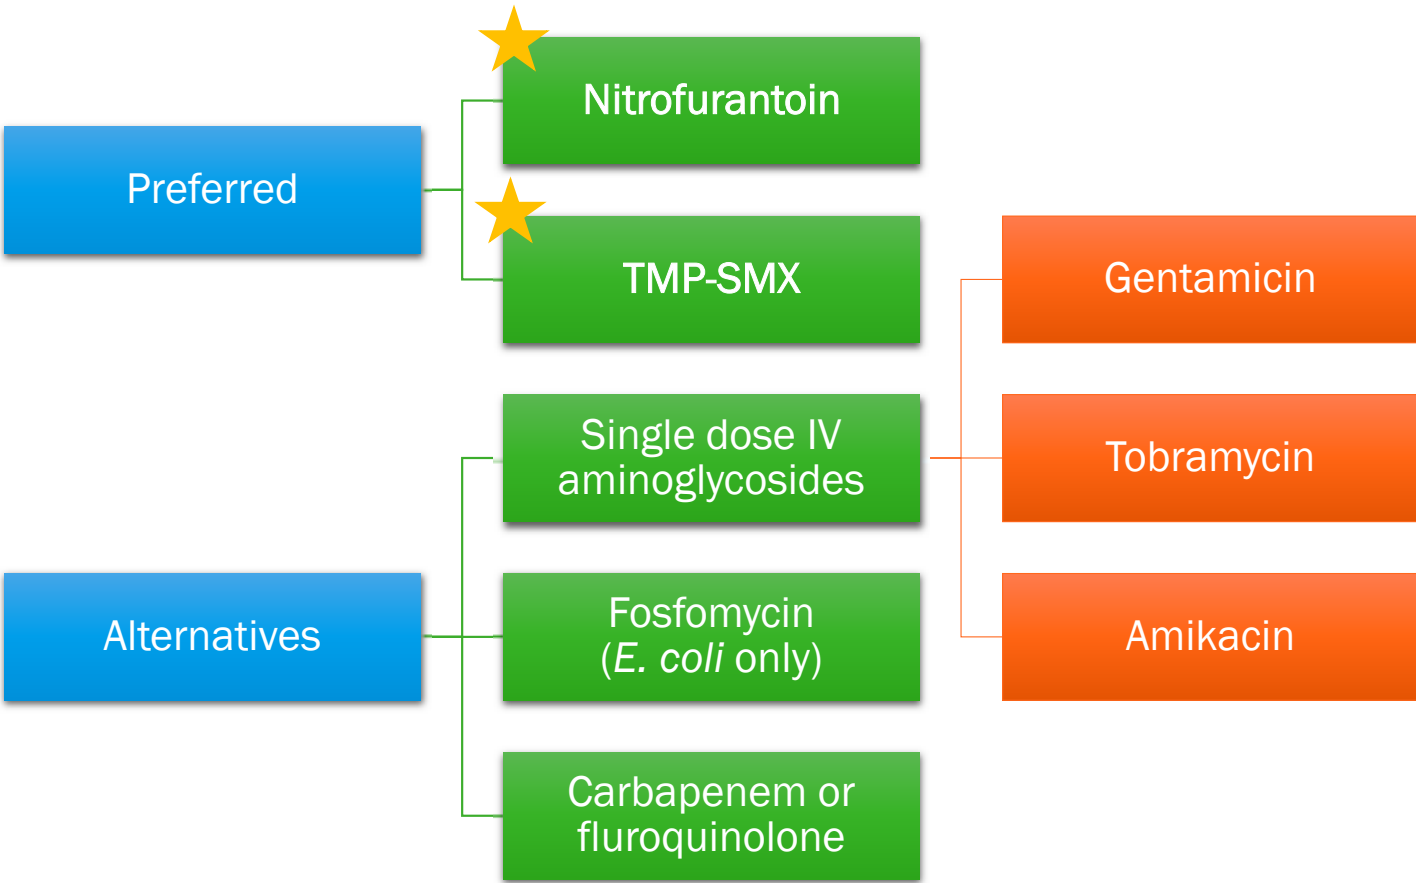 Preferred
Nitrofurantoin
TMP-SMX
Alternatives
Single dose IV
aminoglycosides
Gentamicin
Tobramycin
Amikacin
Fosfomycin
(E. coli only)
Carbapenem or
fluroquinolone